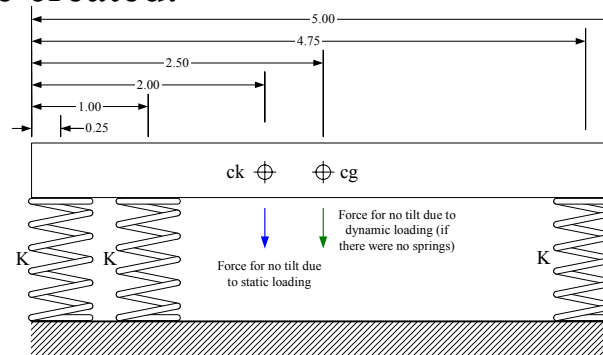 5.00
4.75
2.50
2.00
1.00
0.25
ck
cg
Force for no tilt due to
dynamic loading (if
there were no springs)
Force for no tilt due
to static loading
K
K
K